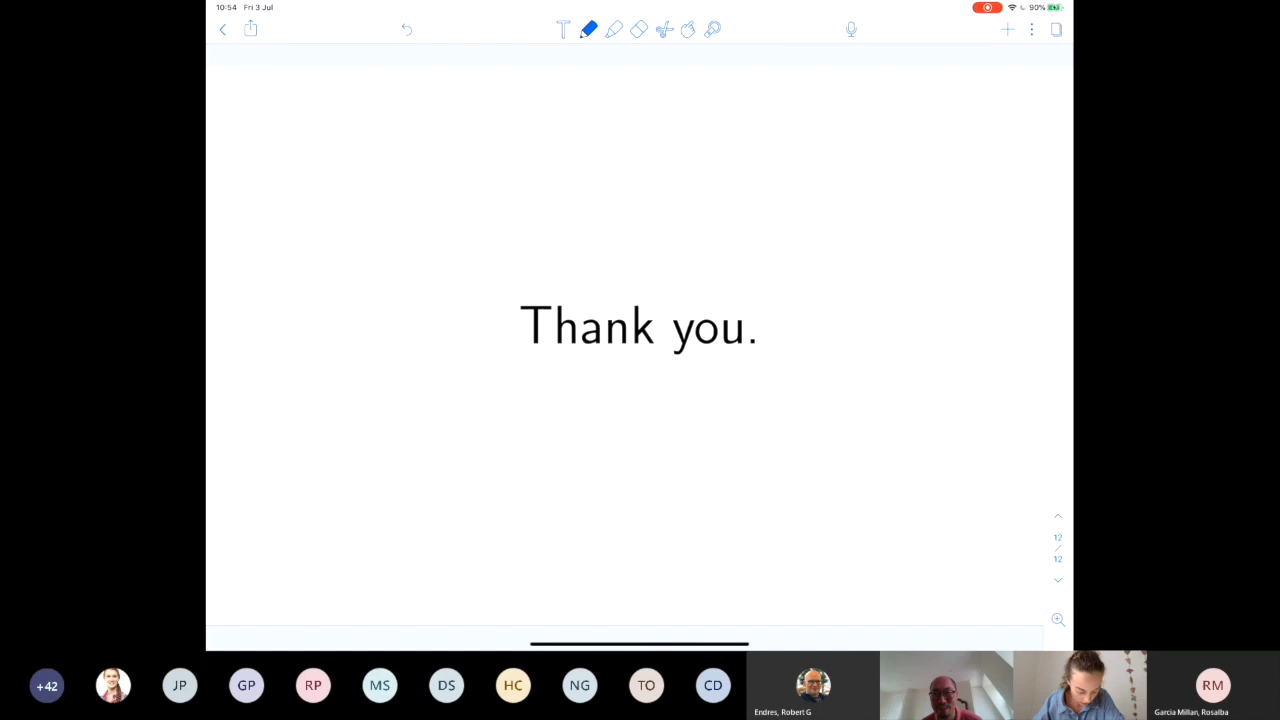 10:54 Fri 3 Jul
90%
T
Thank you.
12
/
12
+42
JP
GP
RP
MS
DS
HC
NG
TO
CD
Endres, Robert G
RM
Garcia Millan, Rosalba